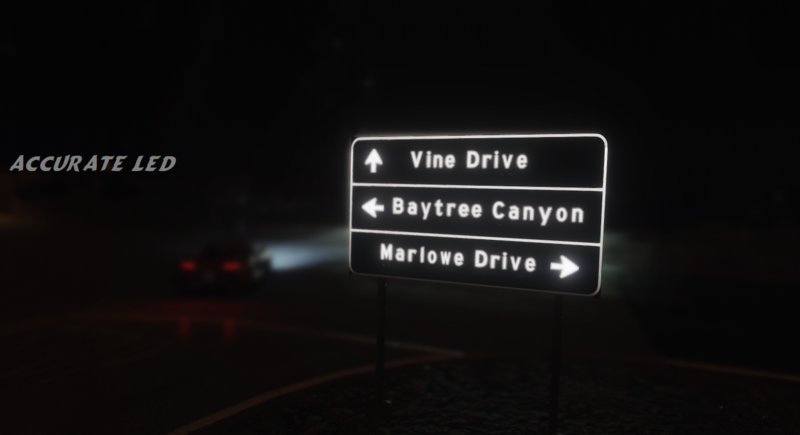 ACCURATE LED
Vine Drive
Baytree Canyon
Marlowe Drive